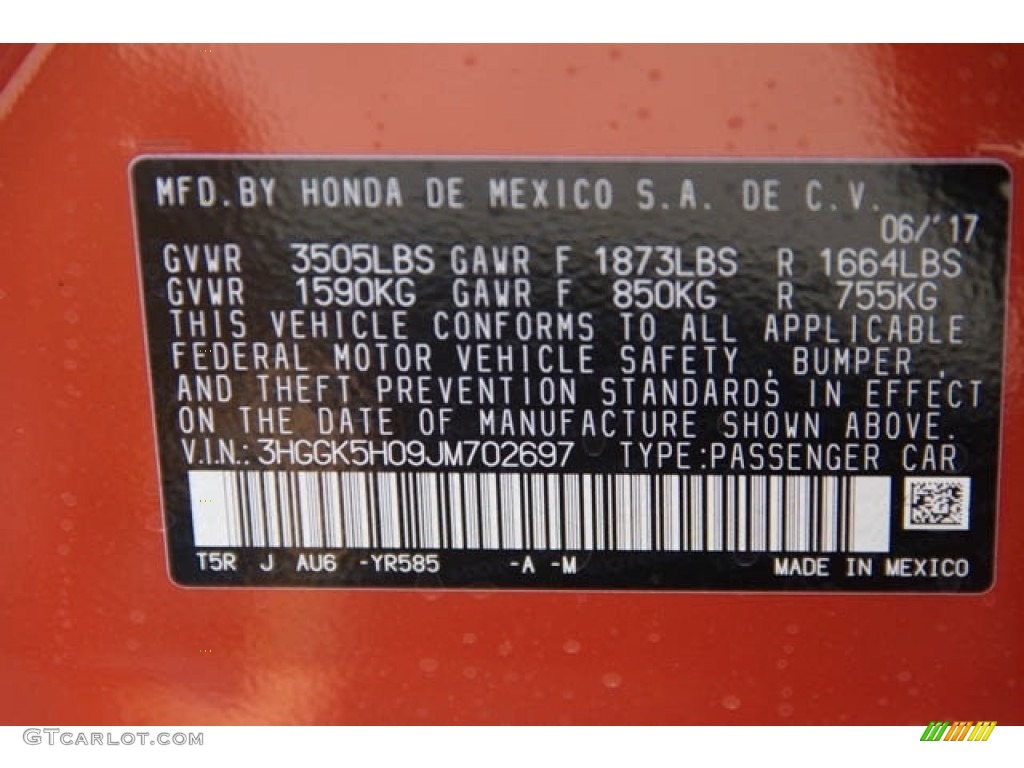 MFD.BY HONDA DE MEXICO S.A. DE C.V.
06/'17
GVWR 3505LBS GAWR F 1873LBS R 1664LBS
GVWR 1590KG GAWR F 850KG R 755KG
THIS VEHICLE CONFORMS TO ALL APPLICABLE
FEDERAL MOTOR VEHICLE SAFETY , BUMPER ,
AND THEFT PREVENTION STANDARDS IN EFFECT
ON THE DATE OF MANUFACTURE SHOWN ABOVE.
V.I.N.: 3HGGK5H09JM702697 TYPE:PASSENGER CAR
T5R J AU6 -YR585 -A -M MADE IN MEXICO
GTCARLOT.COM